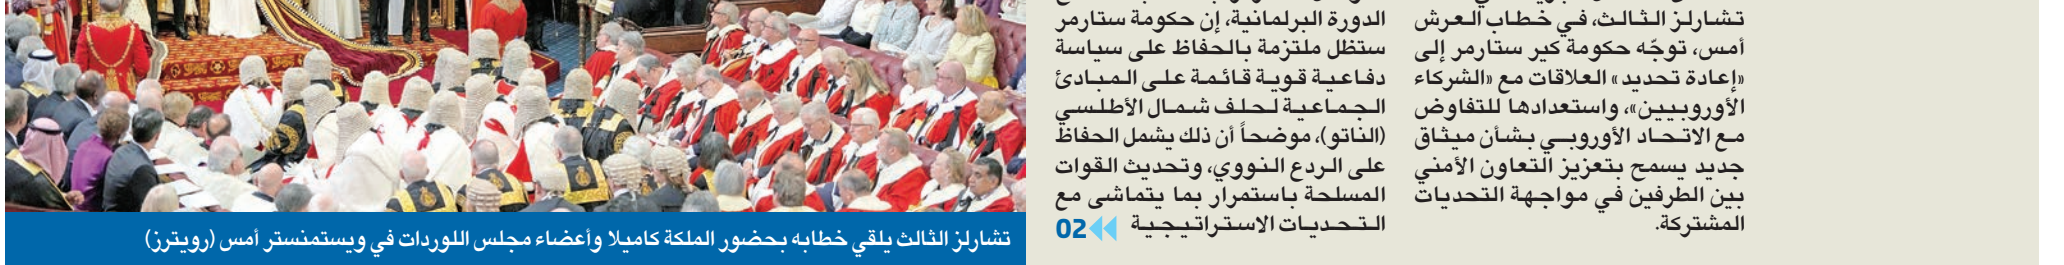 تشارلز الثالث، في خطاب العرش
أمس، توجّه حكومة كير ستارمر إلى
«إعادة تحديد» العلاقات مع «الشركاء
الأوروبيين»، واستعدادها للتفاوض
مع الاتحاد الأوروبي بشأن ميثاق
جديد يسمح بتعزيز التعاون الأمني
بين الطرفين في مواجهة التحديات
المشتركة.
الدورة البرلمانية، إن حكومة ستارمر
ستظل ملتزمة بالحفاظ على سياسة
دفاعية قوية قائمة على المبادئ
الجماعية لحلف شمال الأطلسي
(الناتو)، موضحاً أن ذلك يشمل الحفاظ
على الردع النووي، وتحديث القوات
المسلحة باستمرار بما يتماشى مع
التحديات الاستراتيجية 02
تشارلز الثالث يلقي خطابه بحضور الملكة كاميلا وأعضاء مجلس اللوردات في ويستمنستر أمس (رويترز)